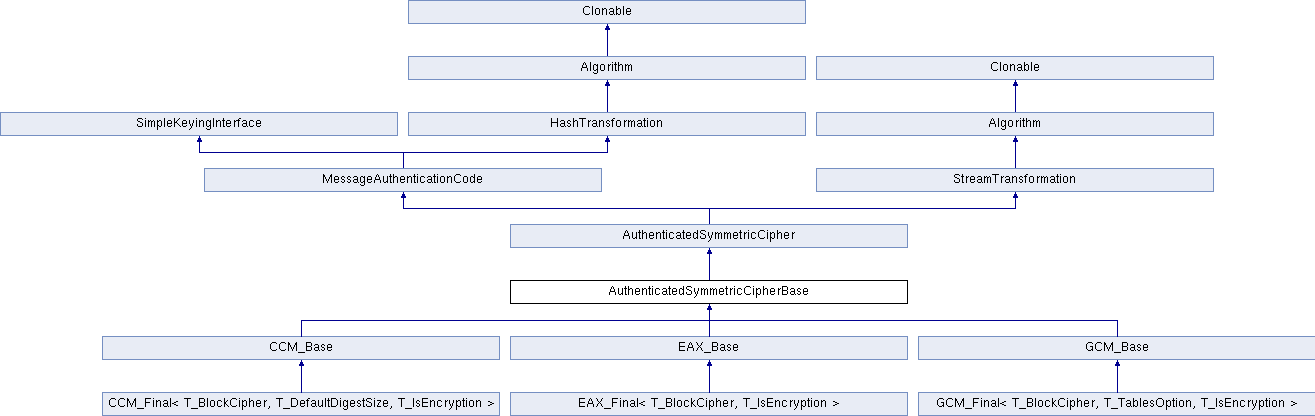 Clonable
Algorithm
Clonable
SimpleKeyingInterface
HashTransformation
Algorithm
MessageAuthenticationCode
StreamTransformation
AuthenticatedSymmetricCipher
AuthenticatedSymmetricCipherBase
CCM_Base
EAX_Base
GCM_Base
CCM_Final< T_BlockCipher, T_DefaultDigestSize, T_IsEncryption >
EAX_Final< T_BlockCipher, T_IsEncryption >
GCM_Final< T_BlockCipher, T_TablesOption, T_IsEncryption >